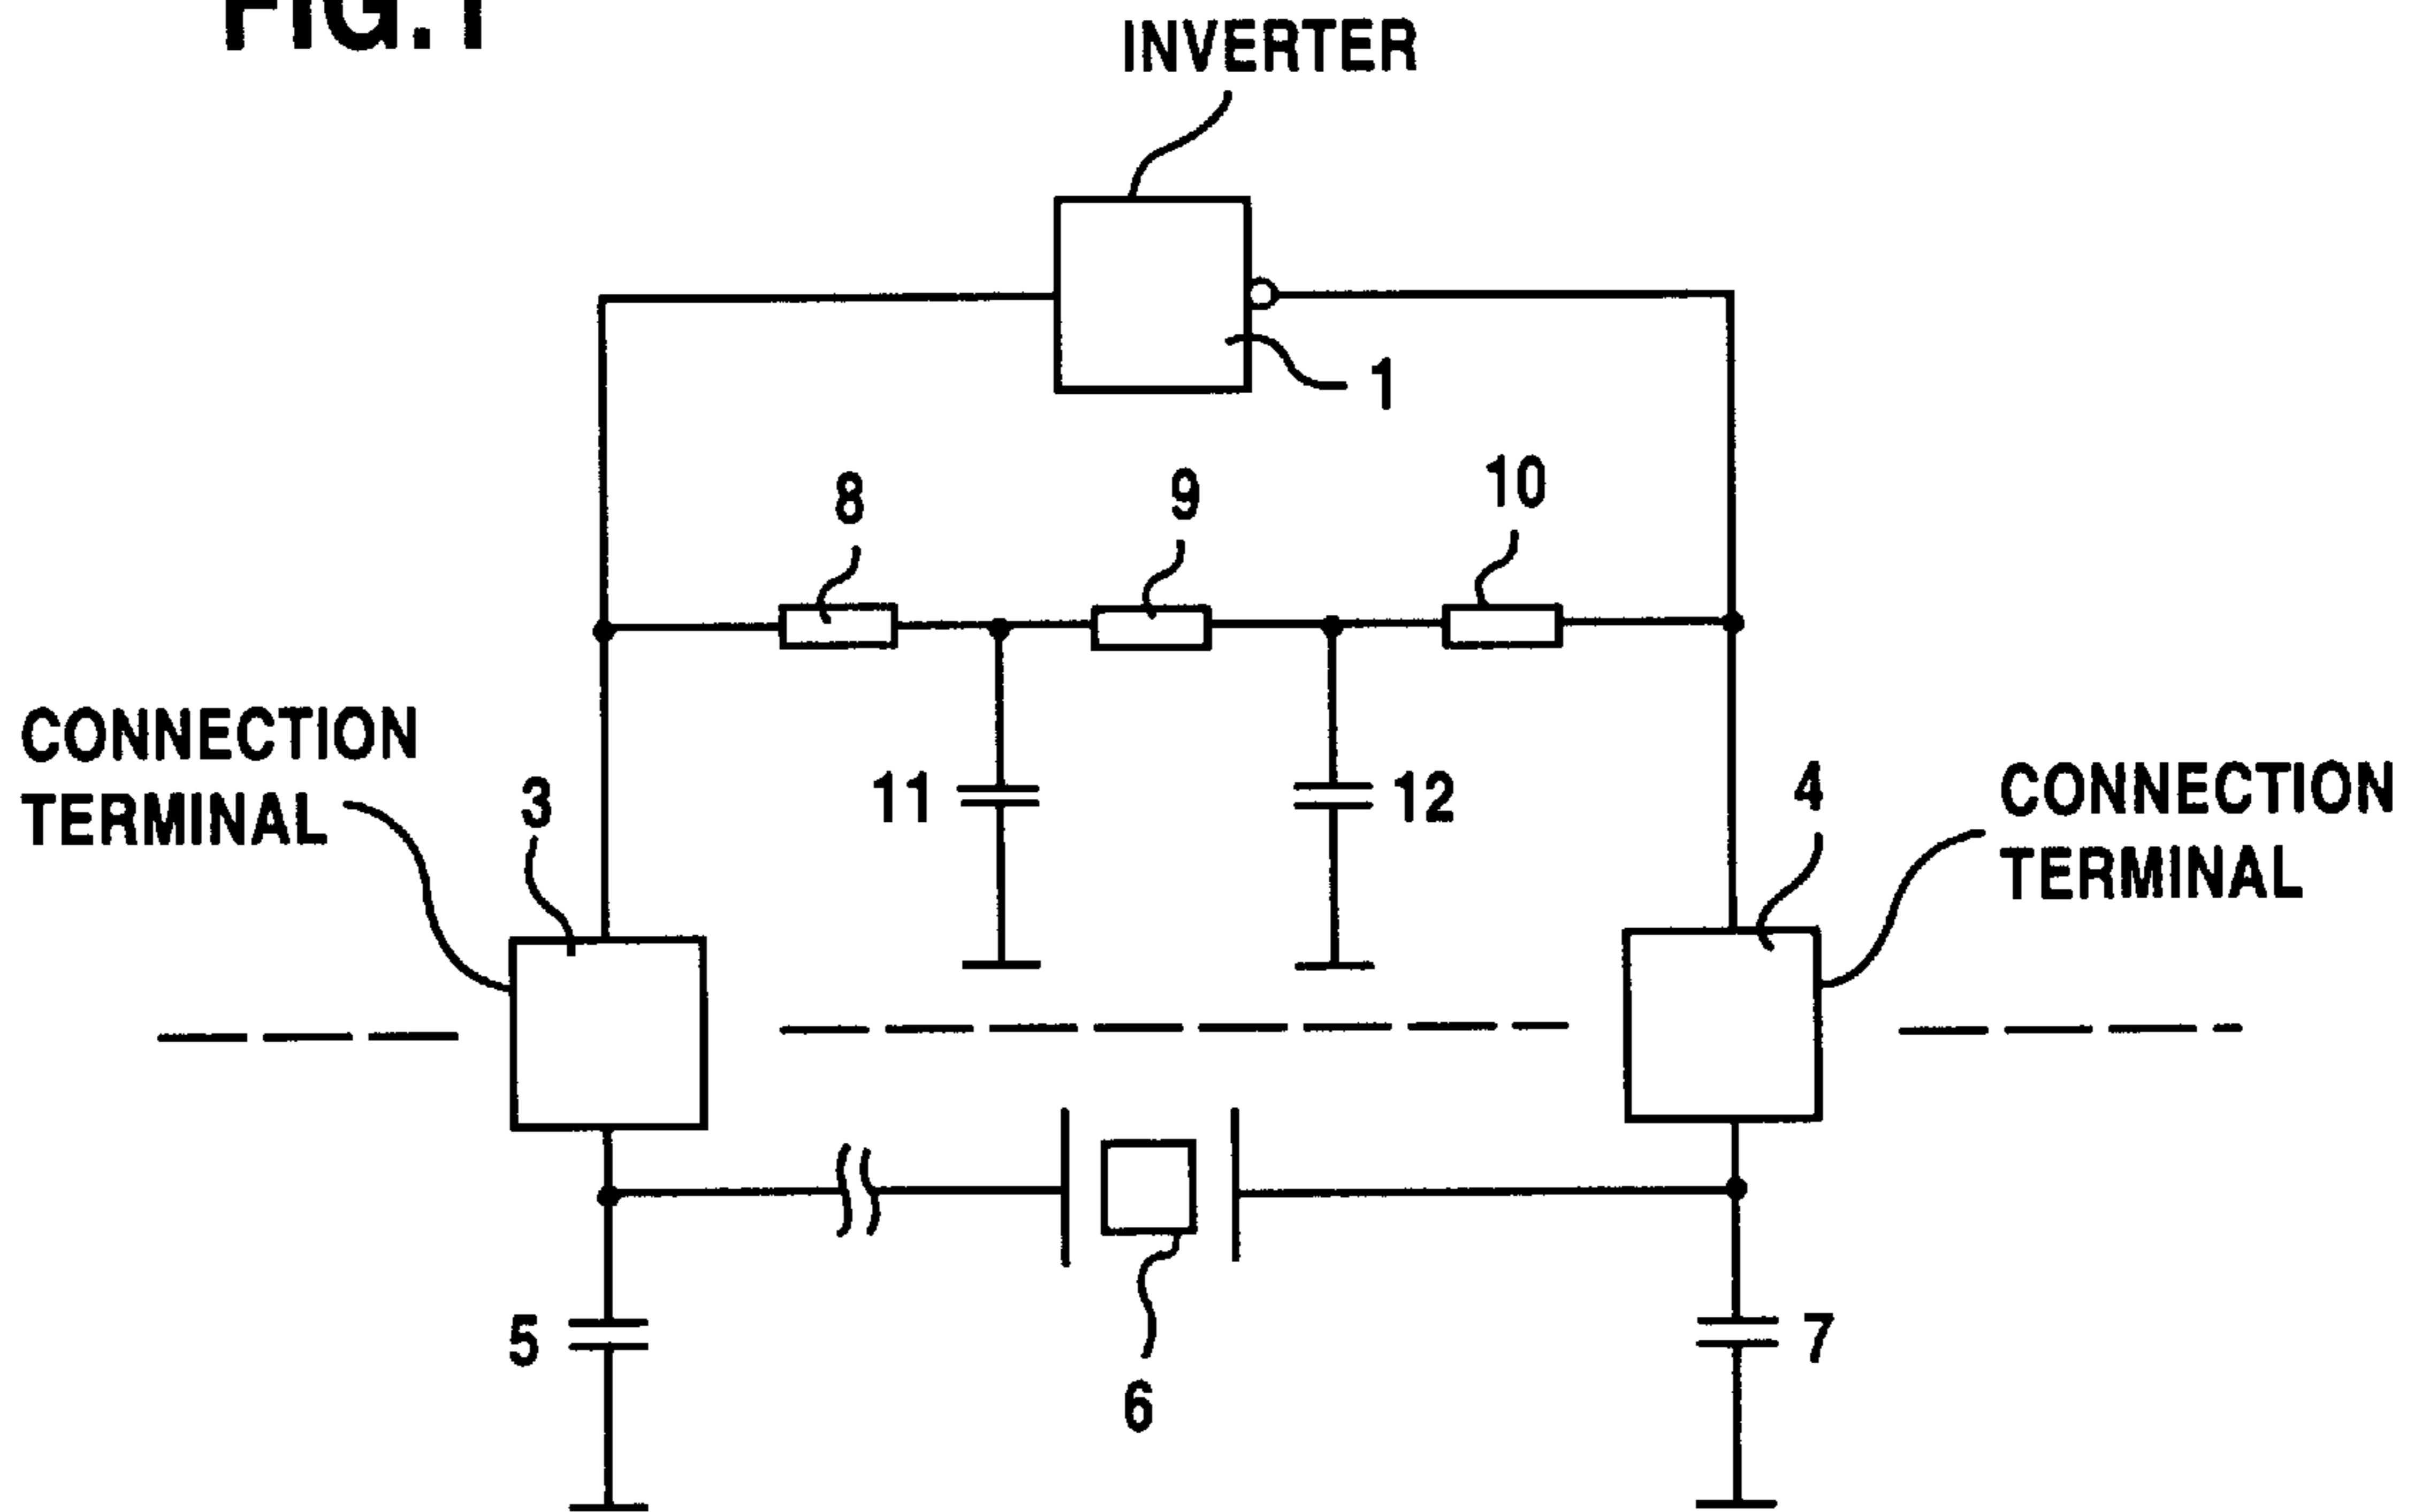 FIG.1
INVERTER
1
8
9
10
CONNECTION
TERMINAL
3
11
12
4
CONNECTION
TERMINAL
5
6
7